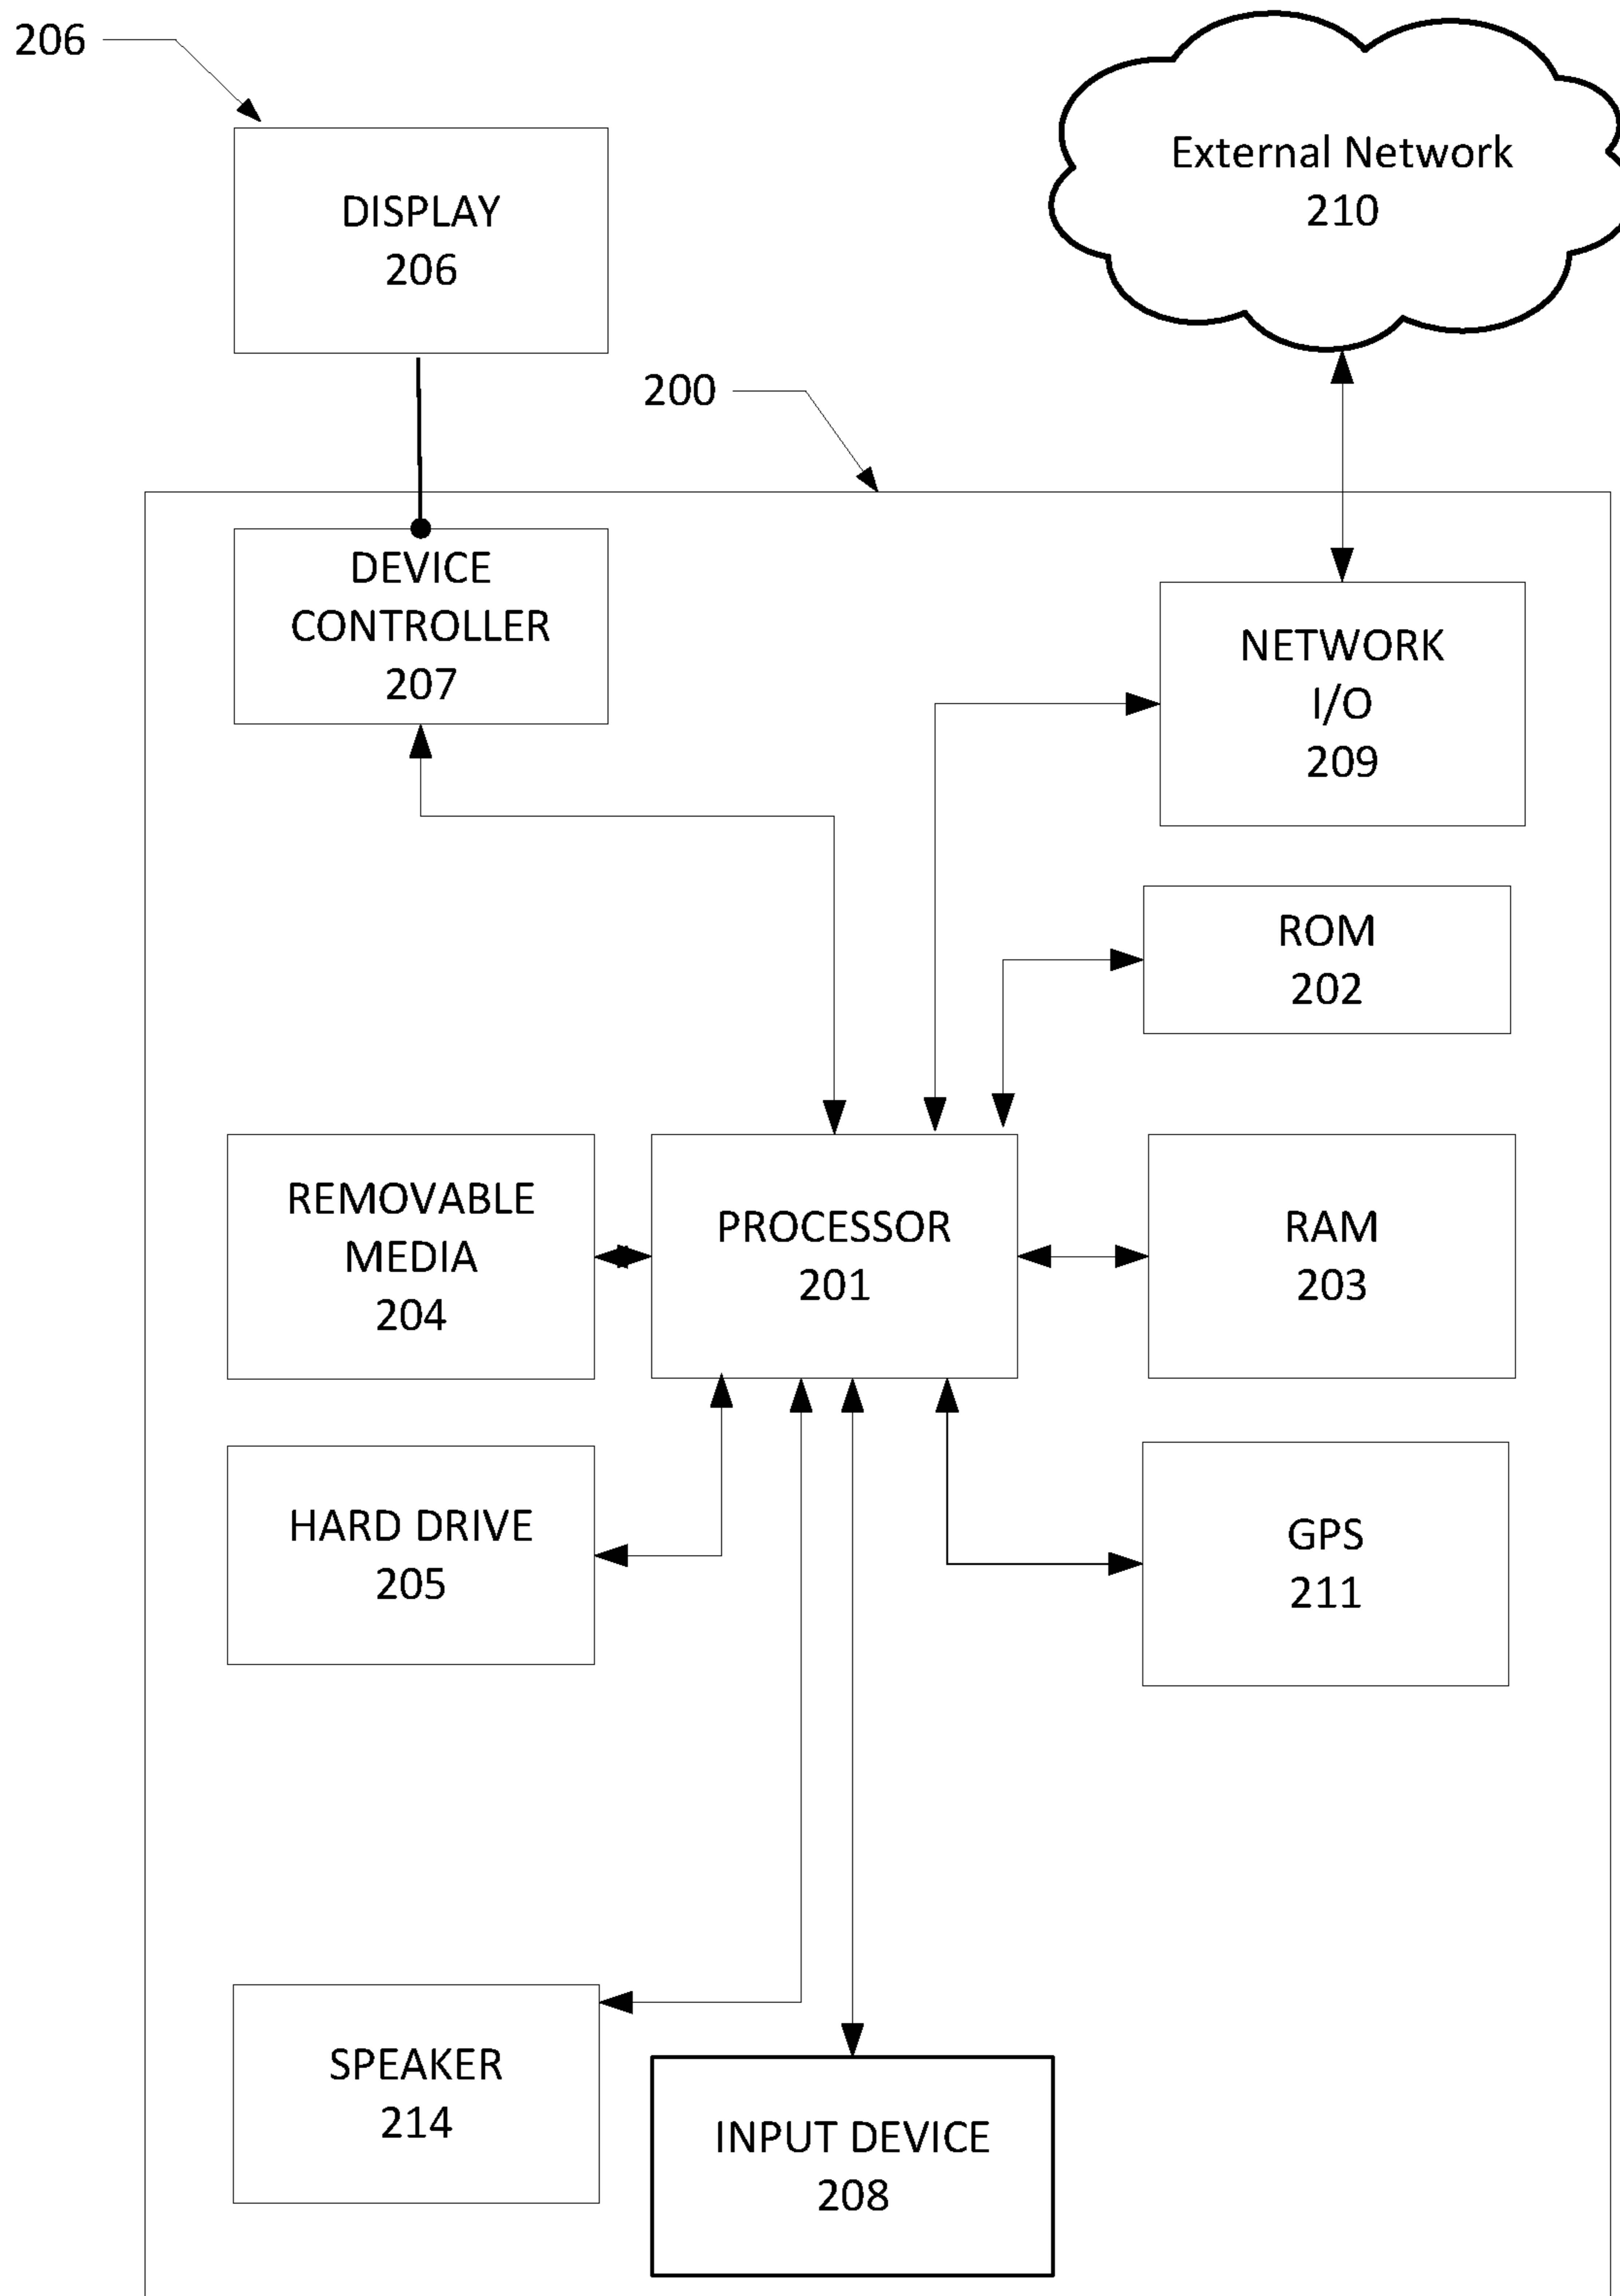 206
External Network
210
DISPLAY
206
200
DEVICE
CONTROLLER
207
NETWORK
I/O
209
ROM
202
REMOVABLE
MEDIA
204
PROCESSOR
201
RAM
203
HARD DRIVE
205
GPS
211
SPEAKER
214
INPUT DEVICE
208